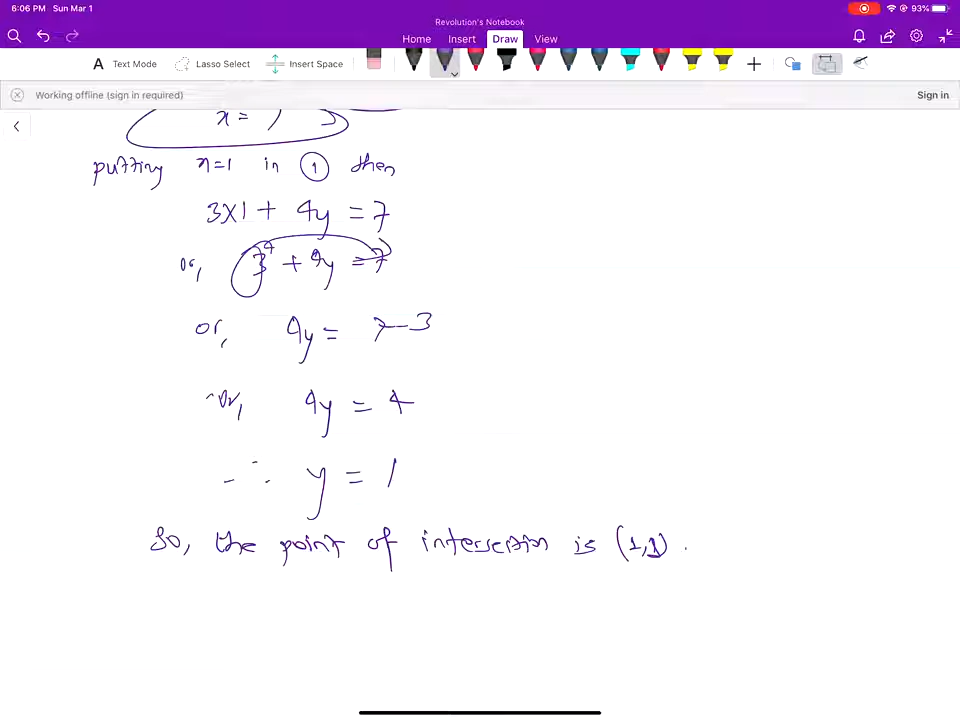 6:06 PM Sun Mar 1
93%
Revolution's Notebook
Home Insert Draw View
Text Mode Lasso Select Insert Space
Working offline (sign in required) Sign in
x = 1
putting x=1 in ① then
3×1 + 4y = 7
or, 3 + 4y = 7
or, 4y = 7-3
or, 4y = 4
∴ y = 1
So, the point of intersection is (1,1).